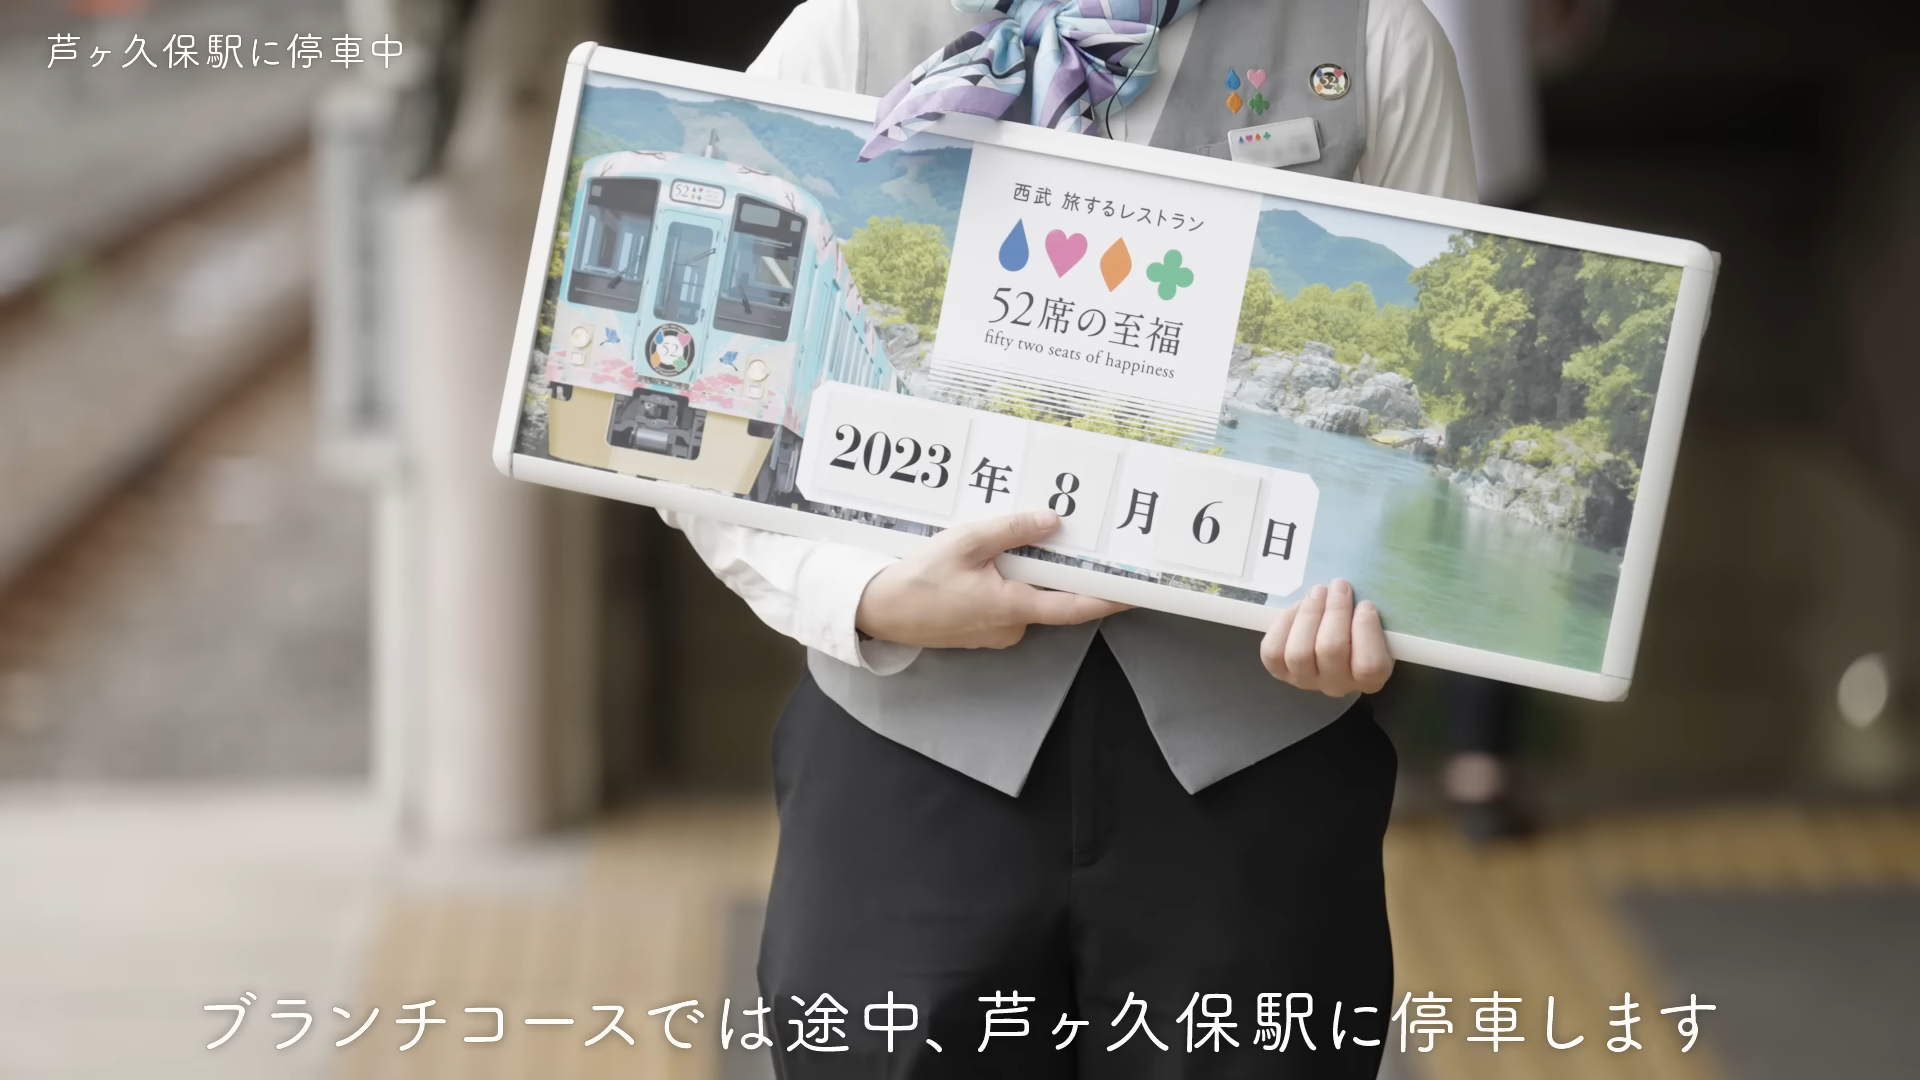 芦ヶ久保駅に停車中
52
52
西武 旅するレストラン
52席の至福
fifty two seats of happiness
52
2023年8月6日
ブランチコースでは途中、芦ヶ久保駅に停車します